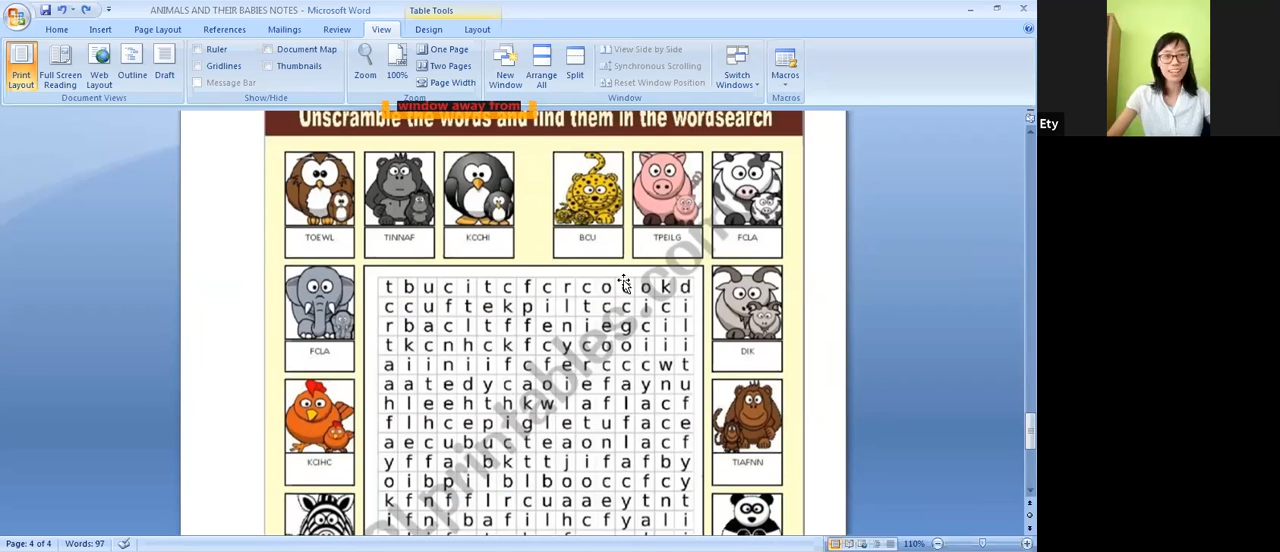 ANIMALS AND THEIR BABIES NOTES - Microsoft Word
Table Tools
Home Insert Page Layout References Mailings Review View Design Layout
Ruler
Document Map
Gridlines
Thumbnails
Message Bar
Print Layout
Full Screen Reading
Web Layout
Outline
Draft
Zoom
100%
One Page
Two Pages
Page Width
New Window
Arrange All
Split
View Side by Side
Synchronous Scrolling
Reset Window Position
Switch Windows
Macros
Document Views
Show/Hide
Zoom
Window
Macros
window away from
Ety
Unscramble the words and find them in the wordsearch
TOEWL
TINNAF
KCCHI
BCU
TPEILG
FCLA
FCLA
DIK
KCIHC
TIAFNN
t b u c i t c f c r c o t o k d
c c u f t e k p i l t c c i c i
r b a c l t f f e n i e g c i l
t k c n h c k f c y c o o i i i
a i i n i i f c f e r c c c w t
a a t e d y c a b i e f a y n u
h l e e h t h k w l a f l a c f
f l h c e p i g l e t u f a c e
a e c u b u c t e a o n l a c f
y f f a i b k t t j i f a f b y
o i b p i y b l b o o c c f c y
k f n f f l r c u a a e y t n t
i f n i b a f i l h c f y a l i
Page: 4 of 4
Words: 97
110%